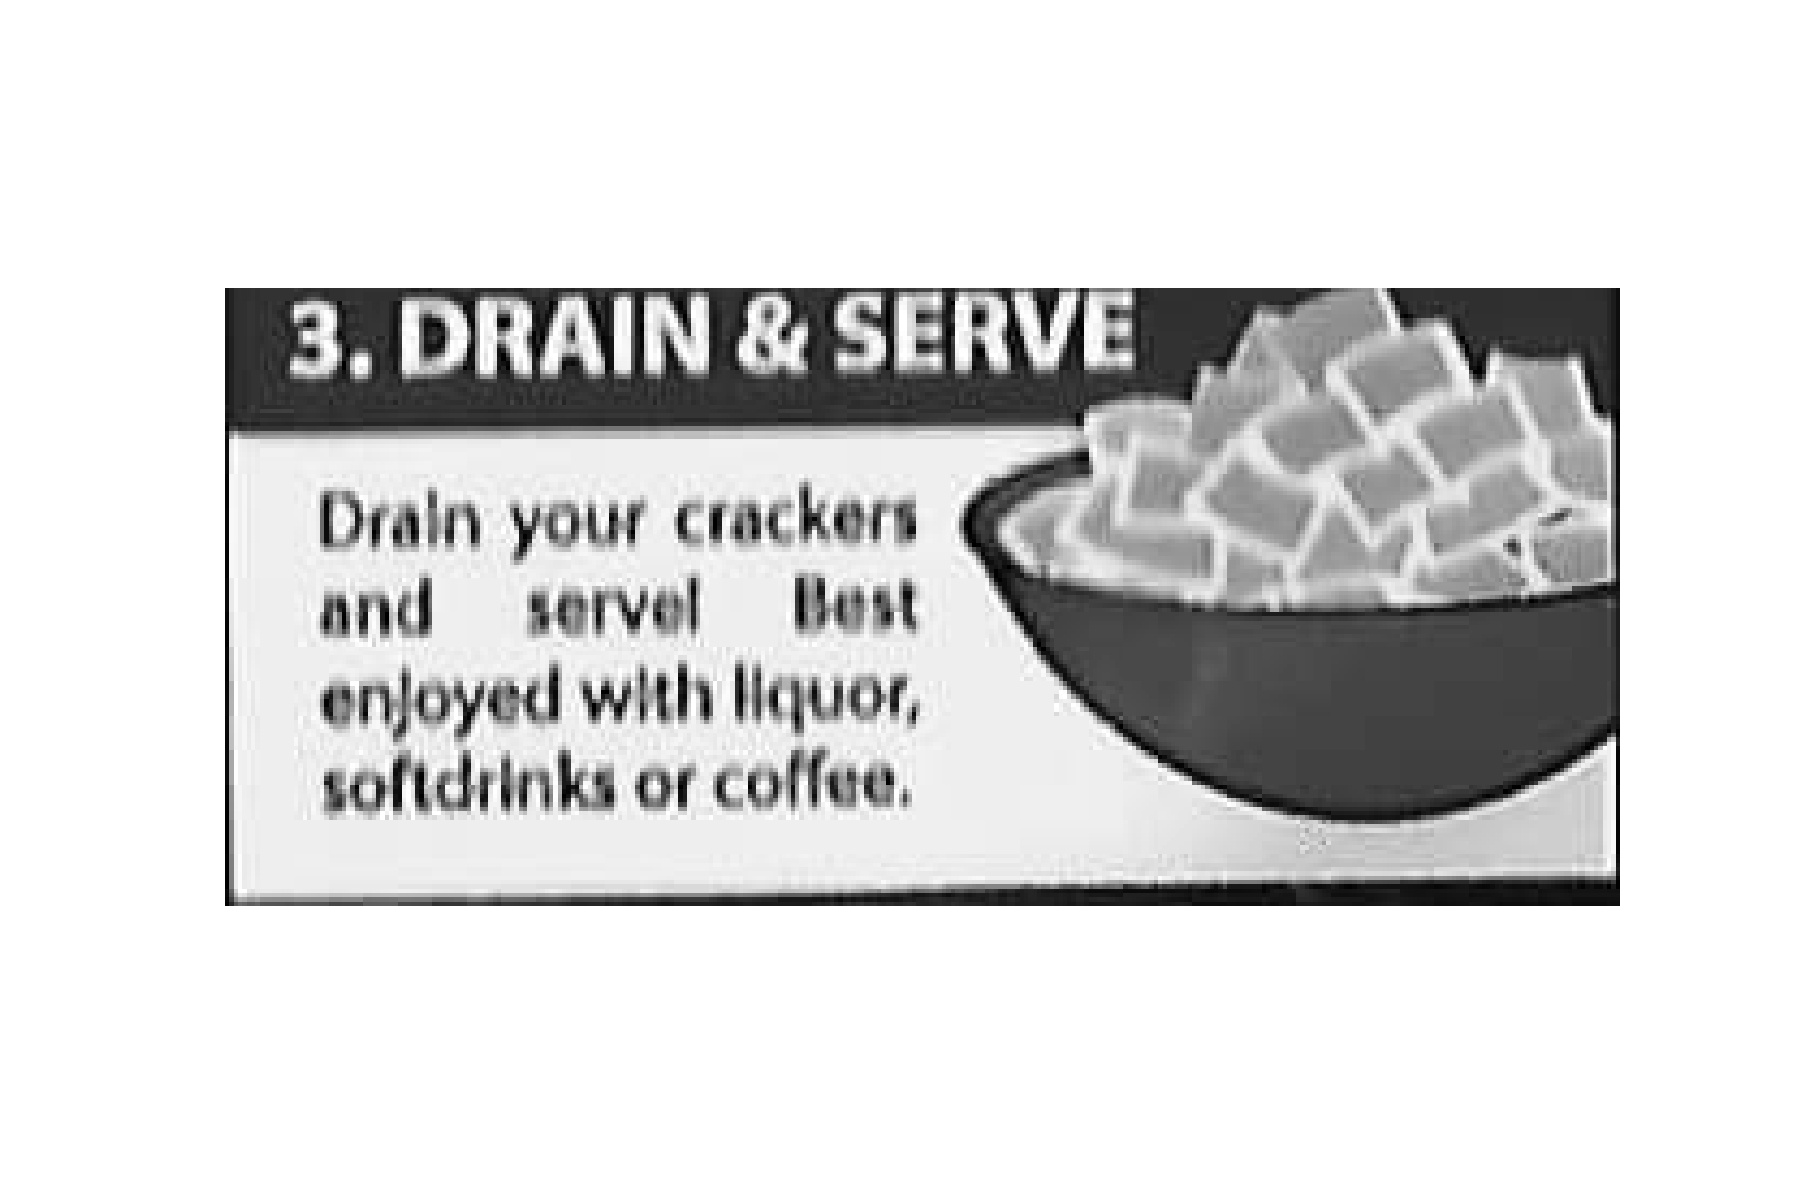 3. DRAIN & SERVE
Drain your crackers
and serve! Best
enjoyed with liquor,
softdrinks or coffee.